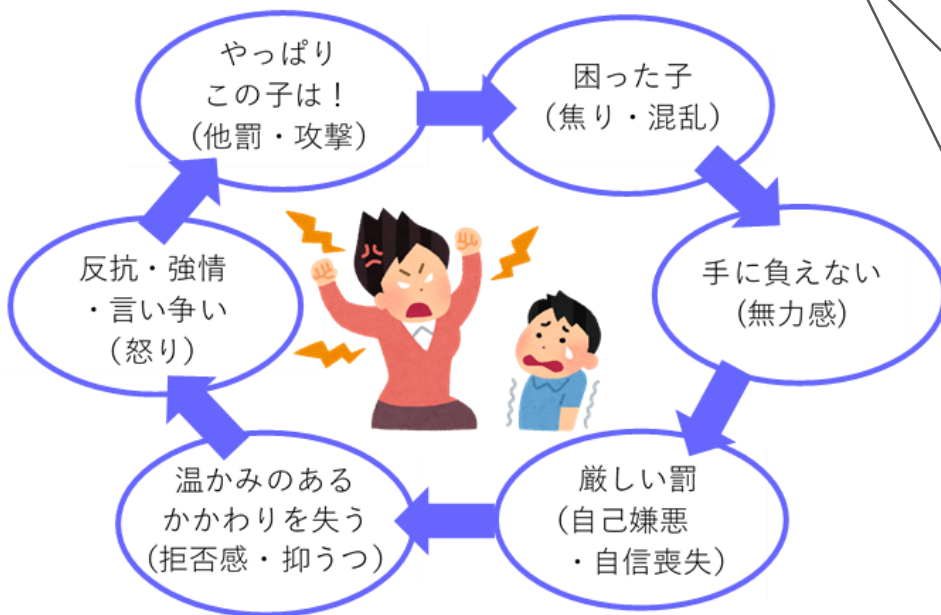 やっぱり
この子は！
（他罰・攻撃）
困った子
（焦り・混乱）
手に負えない
(無力感)
厳しい罰
（自己嫌悪
・自信喪失）
温かみのある
かかわりを失う
（拒否感・抑うつ）
反抗・強情
・言い争い
（怒り）